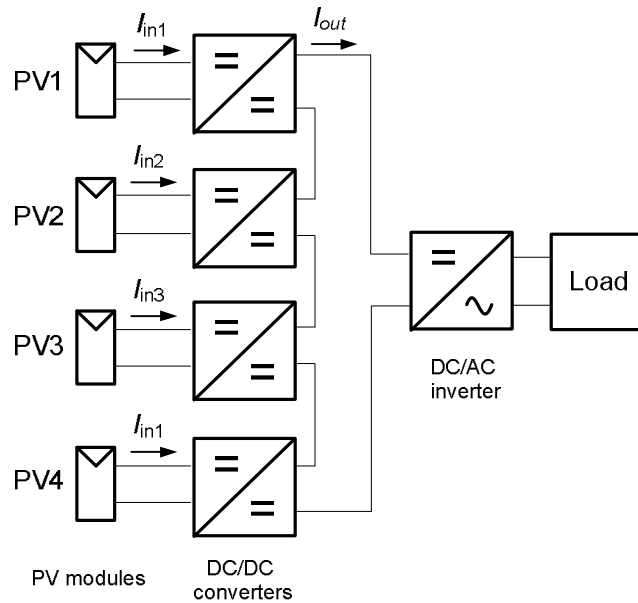 I_in1
I_out
PV1
I_in2
PV2
I_in3
PV3
Load
DC/AC
inverter
I_in1
PV4
PV modules
DC/DC
converters